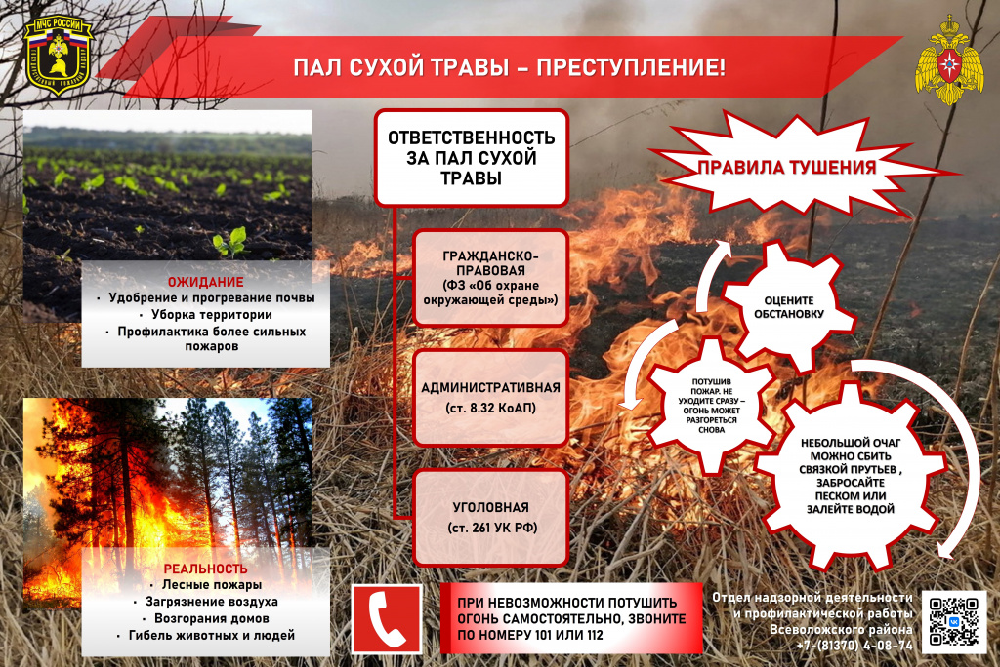 МЧС РОССИИ
ПАЛ СУХОЙ ТРАВЫ – ПРЕСТУПЛЕНИЕ!
ОЖИДАНИЕ
• Удобрение и прогревание почвы
• Уборка территории
• Профилактика более сильных
пожаров
РЕАЛЬНОСТЬ
• Лесные пожары
• Загрязнение воздуха
• Возгорания домов
• Гибель животных и людей
ОТВЕТСТВЕННОСТЬ
ЗА ПАЛ СУХОЙ
ТРАВЫ
ГРАЖДАНСКО-
ПРАВОВАЯ
(ФЗ «Об охране
окружающей среды»)
АДМИНИСТРАТИВНАЯ
(ст. 8.32 КоАП)
УГОЛОВНАЯ
(ст. 261 УК РФ)
ПРАВИЛА ТУШЕНИЯ
ОЦЕНИТЕ
ОБСТАНОВКУ
ПОТУШИВ
ПОЖАР. НЕ
УХОДИТЕ СРАЗУ –
ОГОНЬ МОЖЕТ
РАЗГОРЕТЬСЯ
СНОВА
НЕБОЛЬШОЙ ОЧАГ
МОЖНО СБИТЬ
СВЯЗКОЙ ПРУТЬЕВ ,
ЗАБРОСАЙТЕ
ПЕСКОМ ИЛИ
ЗАЛЕЙТЕ ВОДОЙ
ПРИ НЕВОЗМОЖНОСТИ ПОТУШИТЬ
ОГОНЬ САМОСТОЯТЕЛЬНО, ЗВОНИТЕ
ПО НОМЕРУ 101 ИЛИ 112
Отдел надзорной деятельности
и профилактической работы
Всеволожского района
+7-(81370) 4-08-74